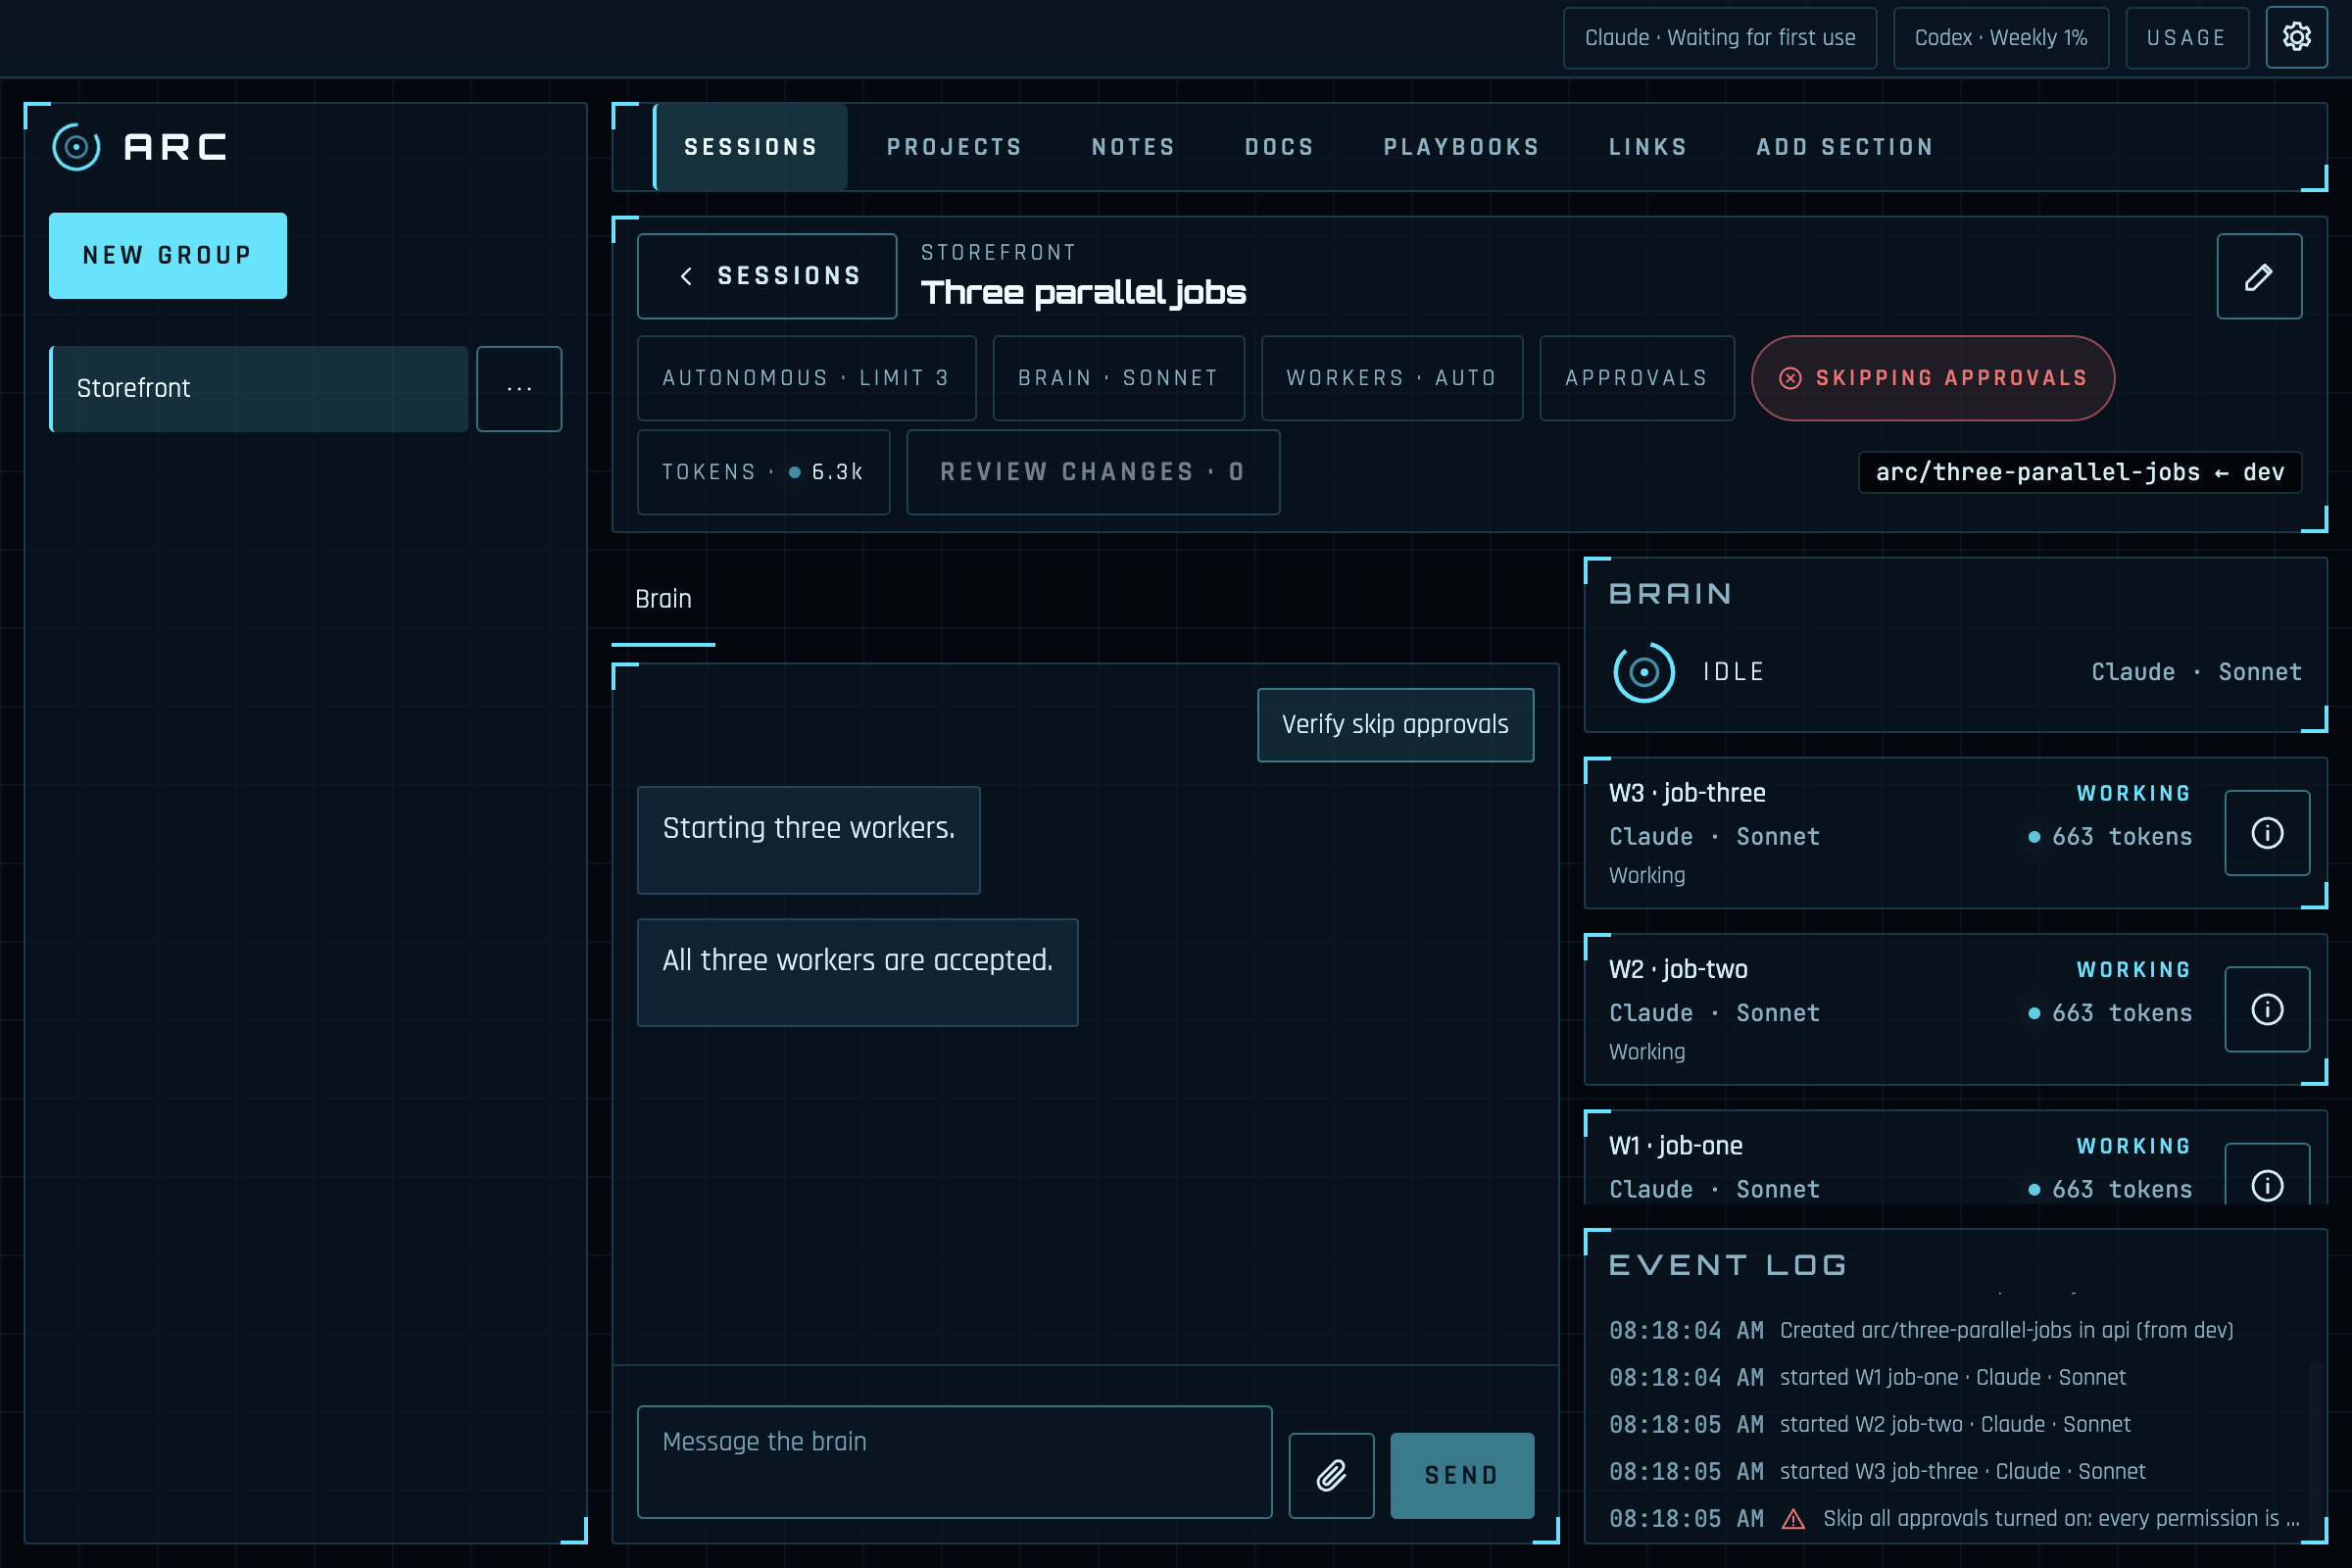 Claude · Waiting for first use
Codex · Weekly 1%
USAGE
ARC
NEW GROUP
Storefront
...
SESSIONS
PROJECTS
NOTES
DOCS
PLAYBOOKS
LINKS
ADD SECTION
SESSIONS
STOREFRONT
Three parallel jobs
AUTONOMOUS · LIMIT 3
BRAIN · SONNET
WORKERS · AUTO
APPROVALS
SKIPPING APPROVALS
TOKENS · 6.3k
REVIEW CHANGES · 0
arc/three-parallel-jobs ← dev
Brain
Verify skip approvals
Starting three workers.
All three workers are accepted.
Message the brain
SEND
BRAIN
IDLE
Claude · Sonnet
W3 · job-three
WORKING
Claude · Sonnet
663 tokens
Working
W2 · job-two
WORKING
Claude · Sonnet
663 tokens
Working
W1 · job-one
WORKING
Claude · Sonnet
663 tokens
EVENT LOG
08:18:04 AM Created arc/three-parallel-jobs in api (from dev)
08:18:04 AM started W1 job-one · Claude · Sonnet
08:18:05 AM started W2 job-two · Claude · Sonnet
08:18:05 AM started W3 job-three · Claude · Sonnet
08:18:05 AM Skip all approvals turned on: every permission is ...